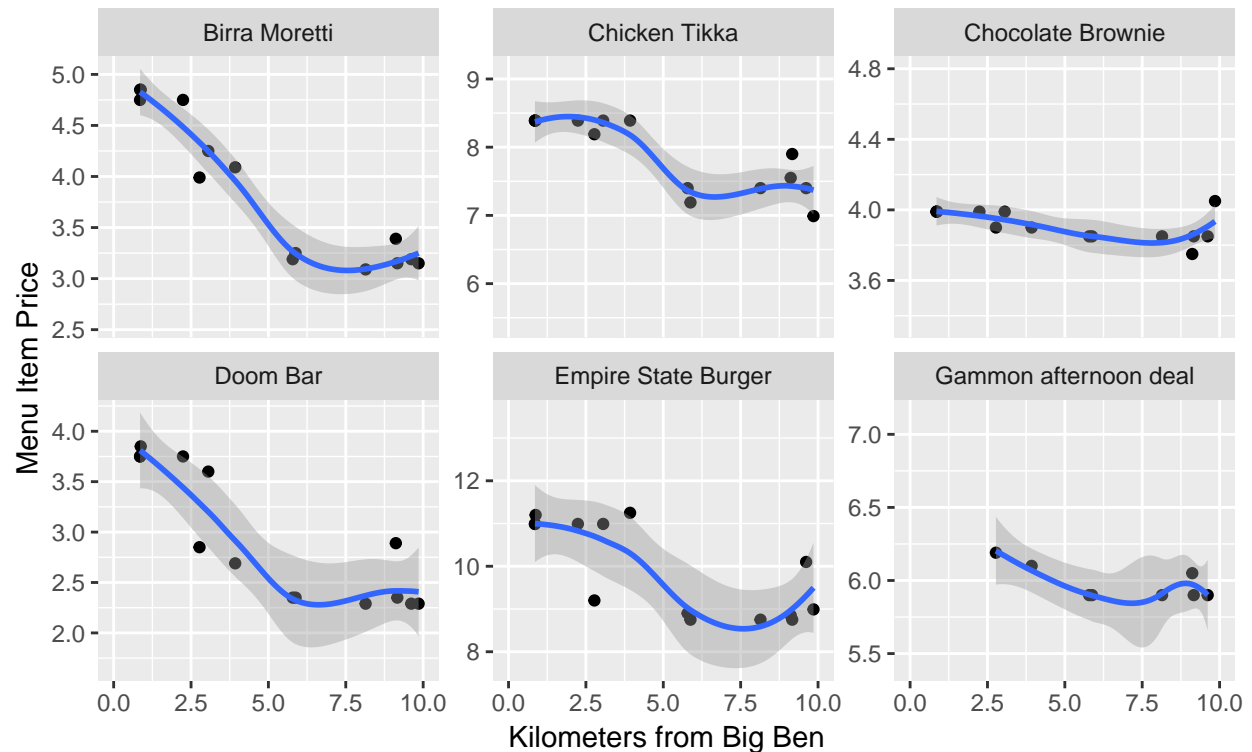 Birra Moretti
Chicken Tikka
Chocolate Brownie
5.0
4.5
4.0
3.5
3.0
2.5
9
8
7
6
4.8
4.4
4.0
3.6
Doom Bar
Empire State Burger
Gammon afternoon deal
4.0
3.5
3.0
2.5
2.0
12
10
8
7.0
6.5
6.0
5.5
0.0 2.5 5.0 7.5 10.0
0.0 2.5 5.0 7.5 10.0
0.0 2.5 5.0 7.5 10.0
Kilometers from Big Ben
Menu Item Price